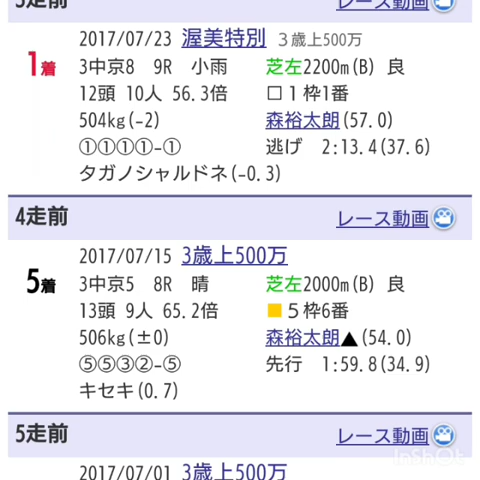 3走前 レース動画
2017/07/23 渥美特別 3歳上500万
1着 3中京8 9R 小雨 芝左2200m(B) 良
12頭 10人 56.3倍 □1枠1番
504kg(-2) 森裕太朗(57.0)
①①①①-① 逃げ 2:13.4(37.6)
タガノシャルドネ(-0.3)
4走前 レース動画
2017/07/15 3歳上500万
5着 3中京5 8R 晴 芝左2000m(B) 良
13頭 9人 65.2倍 ■5枠6番
506kg(±0) 森裕太朗▲(54.0)
⑤⑤③②-⑤ 先行 1:59.8(34.9)
キセキ(0.7)
5走前 レース動画
InShOt
2017/07/01 3歳上500万